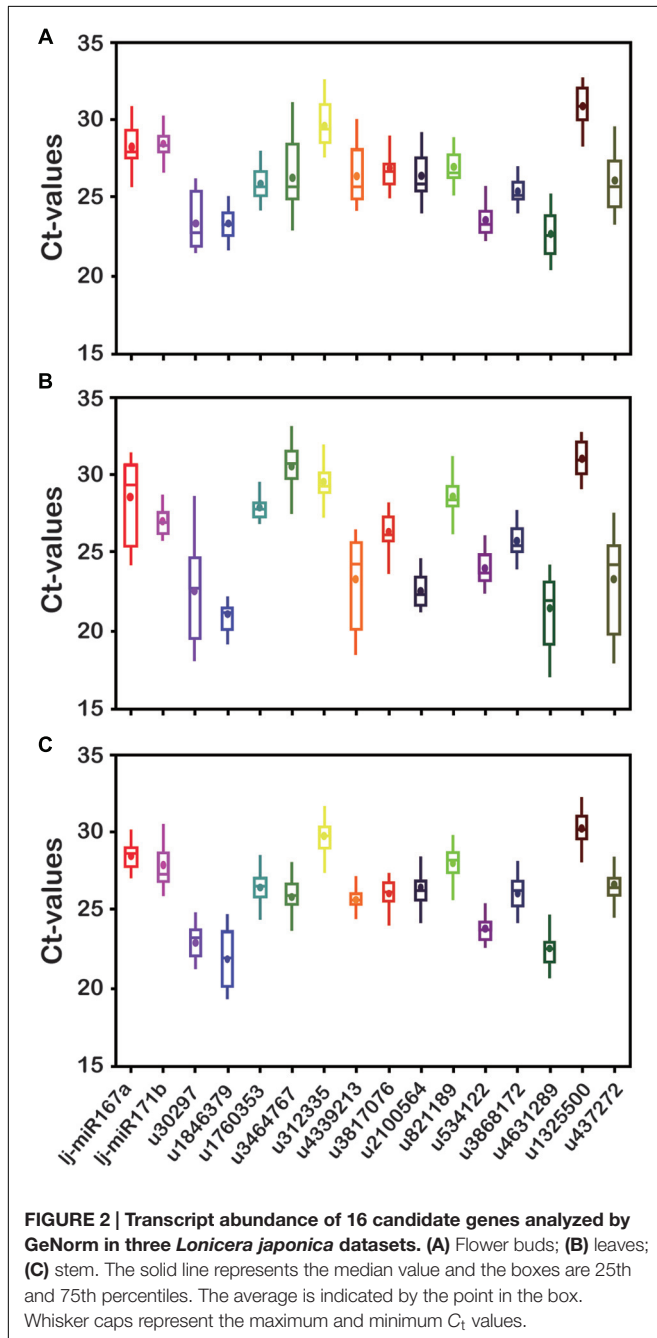 A
Ct-values
35
30
25
20
15
B
Ct-values
35
30
25
20
15
C
Ct-values
35
30
25
20
15
lj-miR167a
lj-miR171b
u30297
u1846379
u1760353
u3464767
u312335
u4339213
u3817076
u2100564
u821189
u534122
u3868172
u4631289
u1325500
u437272
FIGURE 2 | Transcript abundance of 16 candidate genes analyzed by
GeNorm in three Lonicera japonica datasets. (A) Flower buds; (B) leaves;
(C) stem. The solid line represents the median value and the boxes are 25th
and 75th percentiles. The average is indicated by the point in the box.
Whisker caps represent the maximum and minimum Ct values.